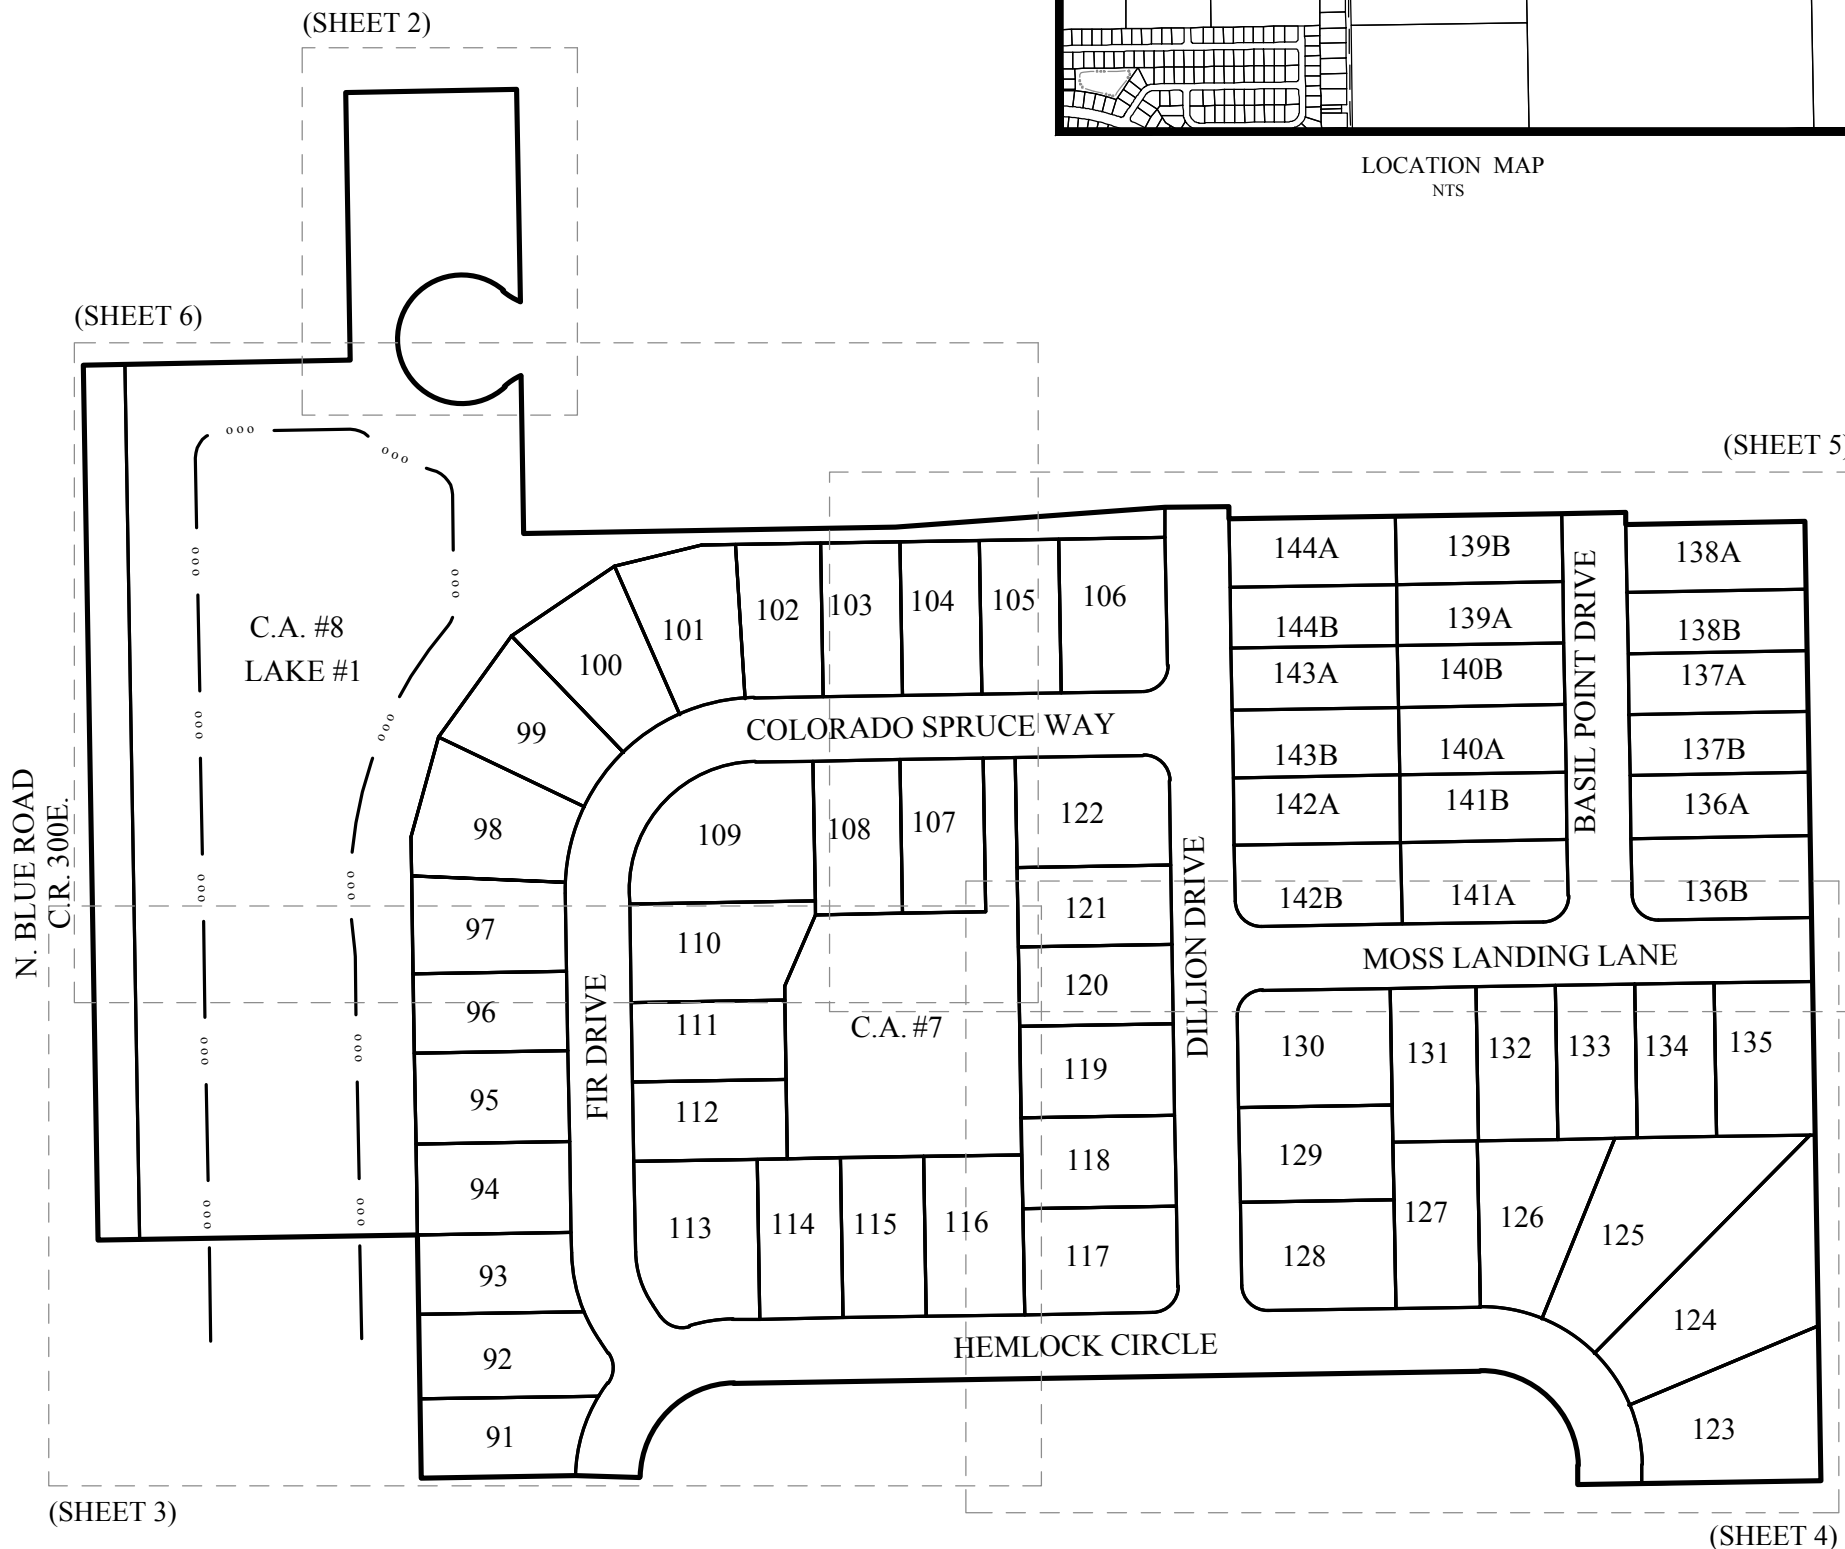 (SHEET 2)
LOCATION MAP
NTS
(SHEET 6)
(SHEET 5)
C.A. #8
LAKE #1
N. BLUE ROAD
C.R. 300E.
144A
139B
138A
144B
139A
138B
143A
140B
137A
143B
140A
137B
142A
141B
136A
142B
141A
136B
BASIL POINT DRIVE
101
102
103
104
105
106
100
99
98
COLORADO SPRUCE WAY
109
108
107
122
97
110
121
DILLION DRIVE
MOSS LANDING LANE
96
FIR DRIVE
111
C.A. #7
120
130
131
132
133
134
135
95
112
119
129
118
94
113
114
115
116
127
126
125
93
117
128
124
92
HEMLOCK CIRCLE
91
123
(SHEET 3)
(SHEET 4)